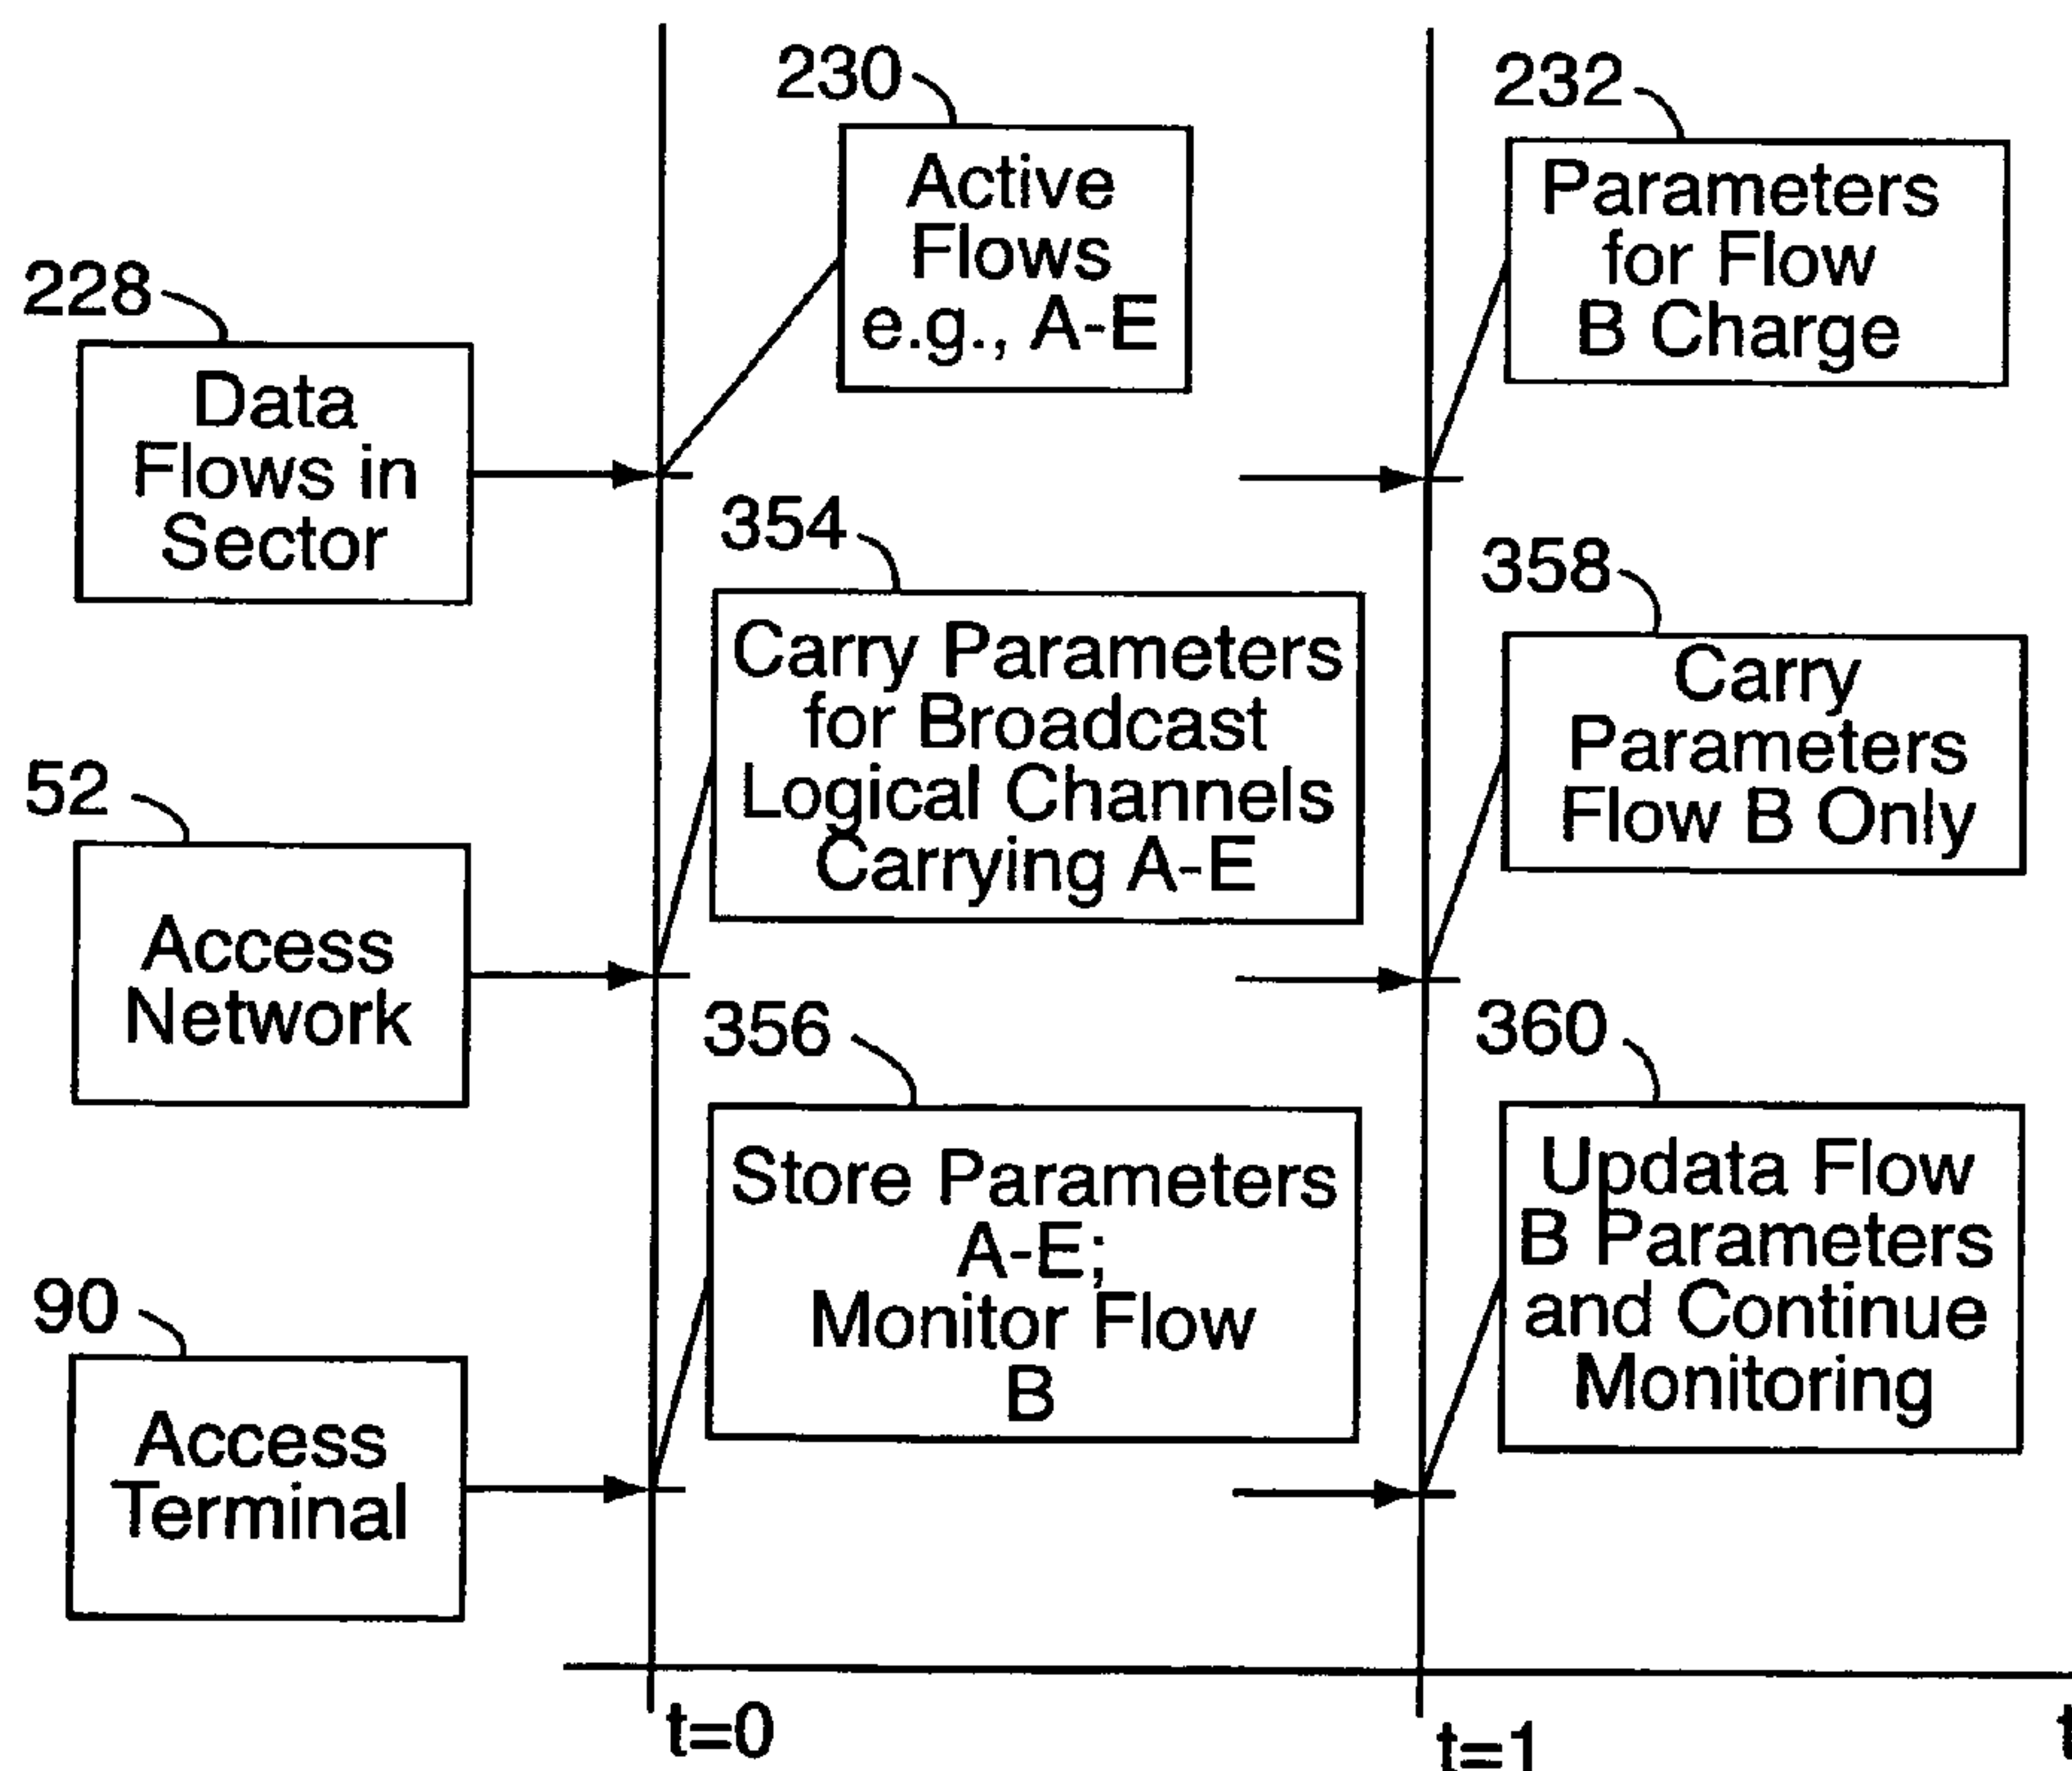 230
Active
Flows
e.g., A-E
232
Parameters
for Flow
B Charge
228
Data
Flows in
Sector
354
Carry Parameters
for Broadcast
Logical Channels
Carrying A-E
358
Carry
Parameters
Flow B Only
52
Access
Network
356
Store Parameters
A-E;
Monitor Flow
B
360
Updata Flow
B Parameters
and Continue
Monitoring
90
Access
Terminal
t=0
t=1
t